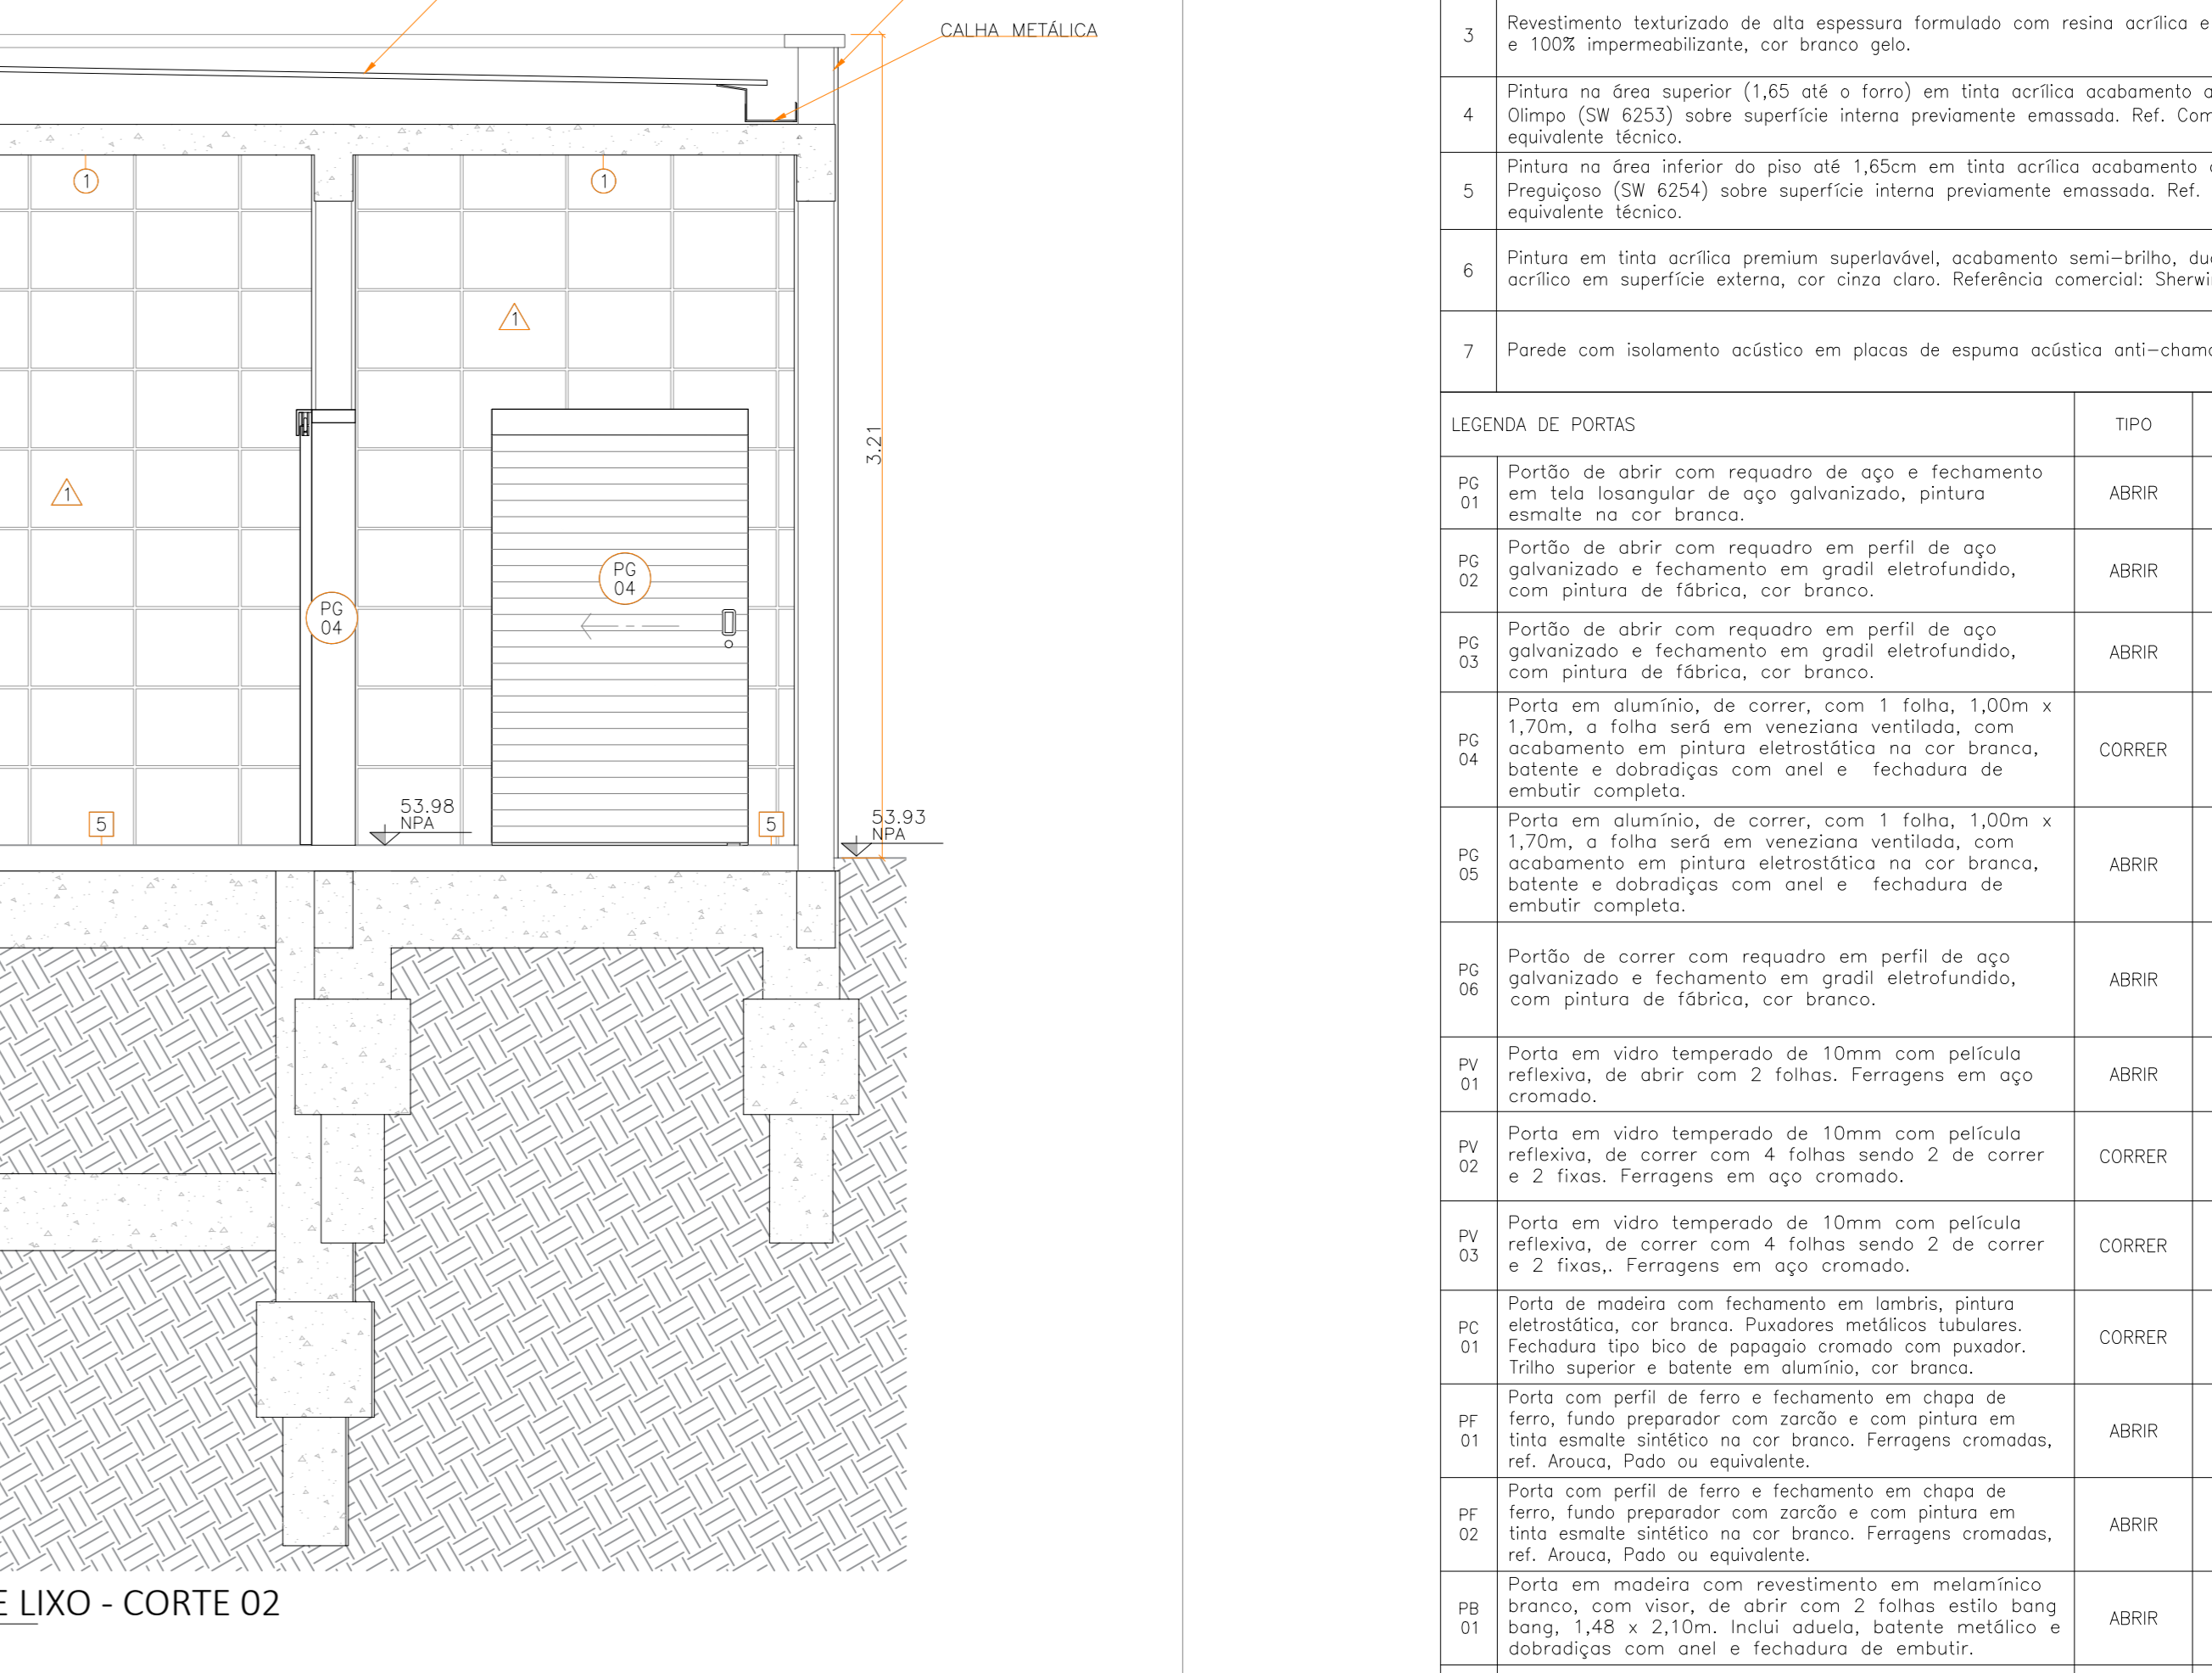 CALHA METÁLICA
1
1
1
1
3.21
PG
04
PG
04
5
53.98
NPA
5
53.93
NPA
E LIXO - CORTE 02
3
Revestimento texturizado de alta espessura formulado com resina acrílica e
e 100% impermeabilizante, cor branco gelo.
4
Pintura na área superior (1,65 até o forro) em tinta acrílica acabamento a
Olimpo (SW 6253) sobre superfície interna previamente emassada. Ref. Com
equivalente técnico.
5
Pintura na área inferior do piso até 1,65cm em tinta acrílica acabamento
Preguiçoso (SW 6254) sobre superfície interna previamente emassada. Ref.
equivalente técnico.
6
Pintura em tinta acrílica premium superlavável, acabamento semi-brilho, dua
acrílico em superfície externa, cor cinza claro. Referência comercial: Sherwi
7
Parede com isolamento acústico em placas de espuma acústica anti-chama
LEGENDA DE PORTAS
TIPO
PG
01
Portão de abrir com requadro de aço e fechamento
em tela losangular de aço galvanizado, pintura
esmalte na cor branca.
ABRIR
PG
02
Portão de abrir com requadro em perfil de aço
galvanizado e fechamento em gradil eletrofundido,
com pintura de fábrica, cor branco.
ABRIR
PG
03
Portão de abrir com requadro em perfil de aço
galvanizado e fechamento em gradil eletrofundido,
com pintura de fábrica, cor branco.
ABRIR
PG
04
Porta em alumínio, de correr, com 1 folha, 1,00m x
1,70m, a folha será em veneziana ventilada, com
acabamento em pintura eletrostática na cor branca,
batente e dobradiças com anel e fechadura de
embutir completa.
CORRER
PG
05
Porta em alumínio, de correr, com 1 folha, 1,00m x
1,70m, a folha será em veneziana ventilada, com
acabamento em pintura eletrostática na cor branca,
batente e dobradiças com anel e fechadura de
embutir completa.
ABRIR
PG
06
Portão de correr com requadro em perfil de aço
galvanizado e fechamento em gradil eletrofundido,
com pintura de fábrica, cor branco.
ABRIR
PV
01
Porta em vidro temperado de 10mm com película
reflexiva, de abrir com 2 folhas. Ferragens em aço
cromado.
ABRIR
PV
02
Porta em vidro temperado de 10mm com película
reflexiva, de correr com 4 folhas sendo 2 de correr
e 2 fixas. Ferragens em aço cromado.
CORRER
PV
03
Porta em vidro temperado de 10mm com película
reflexiva, de correr com 4 folhas sendo 2 de correr
e 2 fixas,. Ferragens em aço cromado.
CORRER
PC
01
Porta de madeira com fechamento em lambris, pintura
eletrostática, cor branca. Puxadores metálicos tubulares.
Fechadura tipo bico de papagaio cromado com puxador.
Trilho superior e batente em alumínio, cor branca.
CORRER
PF
01
Porta com perfil de ferro e fechamento em chapa de
ferro, fundo preparador com zarcão e com pintura em
tinta esmalte sintético na cor branco. Ferragens cromadas,
ref. Arouca, Pado ou equivalente.
ABRIR
PF
02
Porta com perfil de ferro e fechamento em chapa de
ferro, fundo preparador com zarcão e com pintura em
tinta esmalte sintético na cor branco. Ferragens cromadas,
ref. Arouca, Pado ou equivalente.
ABRIR
PB
01
Porta em madeira com revestimento em melamínico
branco, com visor, de abrir com 2 folhas estilo bang
bang, 1,48 x 2,10m. Inclui aduela, batente metálico e
dobradiças com anel e fechadura de embutir.
ABRIR